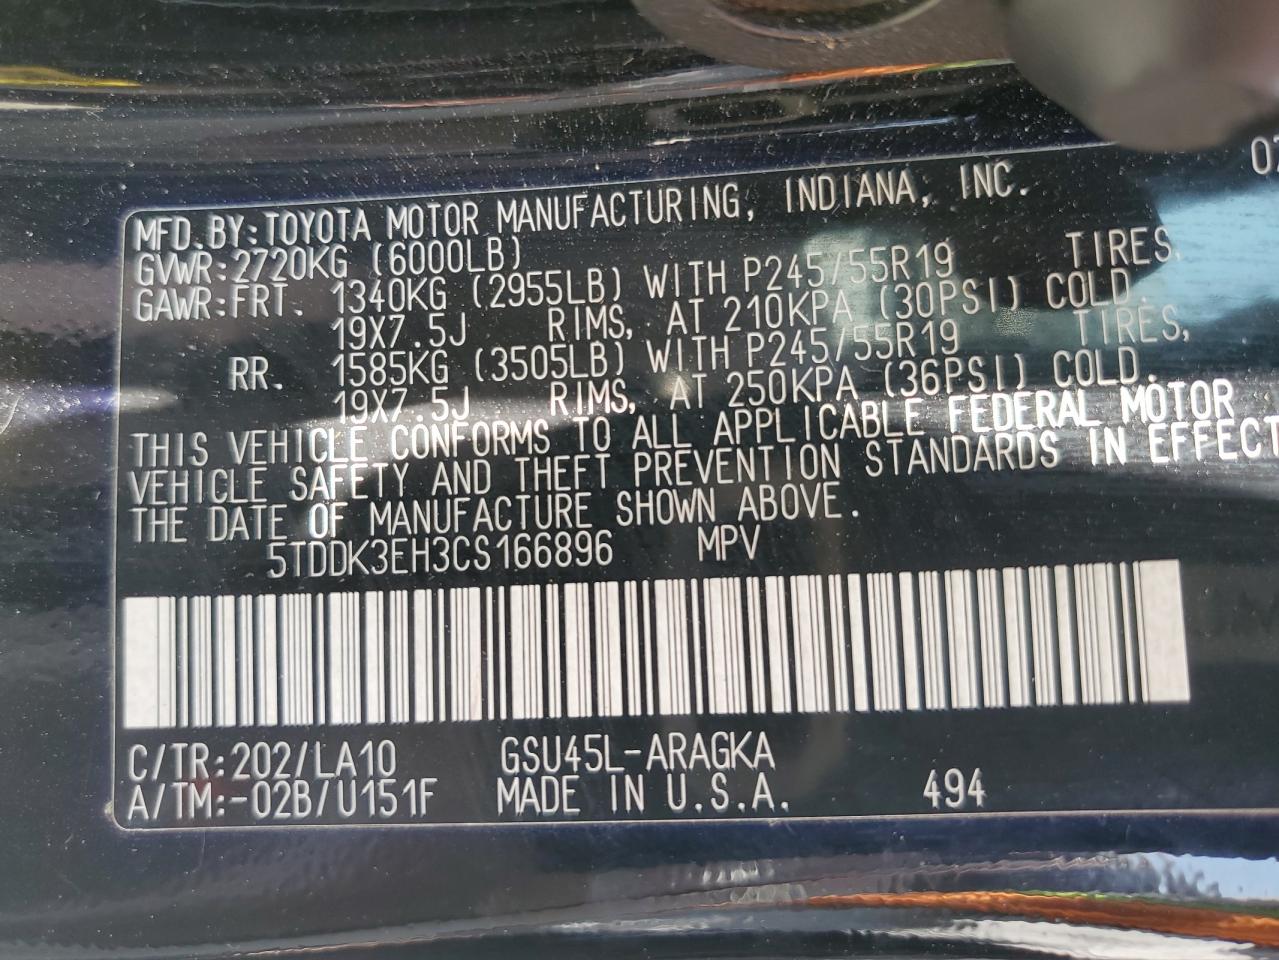 MFD. BY: TOYOTA MOTOR MANUFACTURING, INDIANA, INC.
GVWR: 2720KG (6000LB)
GAWR: FRT. 1340KG (2955LB) WITH P245/55R19 TIRES,
19X7.5J RIMS, AT 210KPA (30PSI) COLD.
RR. 1585KG (3505LB) WITH P245/55R19 TIRES,
19X7.5J RIMS, AT 250KPA (36PSI) COLD.
THIS VEHICLE CONFORMS TO ALL APPLICABLE FEDERAL MOTOR
VEHICLE SAFETY AND THEFT PREVENTION STANDARDS IN EFFECT
THE DATE OF MANUFACTURE SHOWN ABOVE.
5TDDK3EH3CS166896 MPV
C/TR: 202/LA10 GSU45L-ARAGKA
A/TM: -02B/U151F MADE IN U.S.A. 494